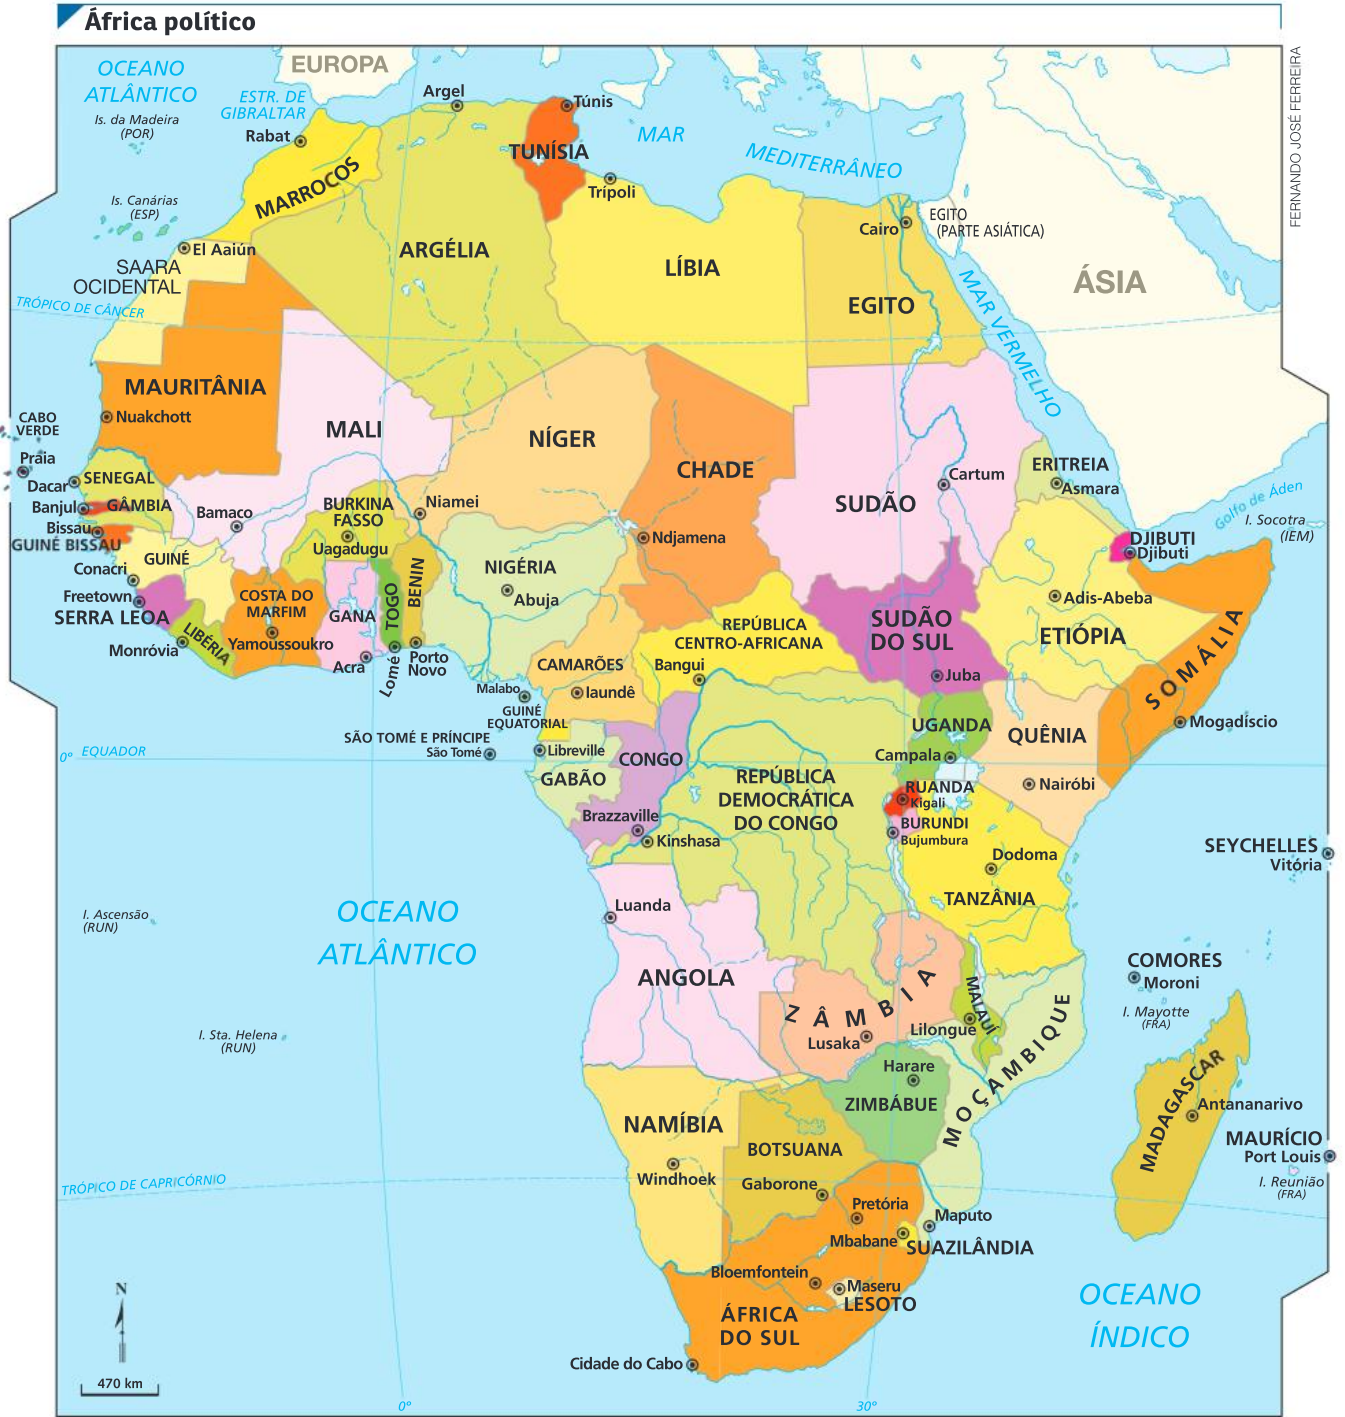 África político
FERNANDO JOSÉ FERREIRA
EUROPA
OCEANO
ATLÂNTICO
ESTR. DE
GIBRALTAR
Is. da Madeira
(POR)
Argel
Túnis
Rabat
TUNÍSIA
MAR
MEDITERRÂNEO
MARROCOS
Trípoli
Is. Canárias
(ESP)
EGITO
(PARTE ASIÁTICA)
Cairo
El Aaiún
ARGÉLIA
LÍBIA
SAARA
OCIDENTAL
ÁSIA
EGITO
TRÓPICO DE CÂNCER
MAR VERMELHO
MAURITÂNIA
Nuakchott
CABO
VERDE
MALI
NÍGER
CHADE
Praia
Dacar
SENEGAL
ERITREIA
Asmara
Cartum
SUDÃO
Golfo de Áden
I. Socotra
(IEM)
Banjul
GÂMBIA
Bissau
GUINÉ BISSAU
Bamaco
BURKINA
FASSO
Uagadugu
Niamei
Ndjamena
DJIBUTI
Djibuti
GUINÉ
Conacri
NIGÉRIA
Abuja
Freetown
SERRA LEOA
COSTA DO
MARFIM
Yamoussoukro
GANA
TOGO
BENIN
Adis-Abeba
ETIÓPIA
SOMÁLIA
SUDÃO
DO SUL
Juba
REPÚBLICA
CENTRO-AFRICANA
Bangui
LIBÉRIA
Monróvia
Acra
Lomé
Porto
Novo
CAMARÕES
Iaundê
Malabo
GUINÉ
EQUATORIAL
SÃO TOMÉ E PRÍNCIPE
São Tomé
Libreville
GABÃO
CONGO
UGANDA
Campala
QUÊNIA
Nairóbi
Mogadíscio
0º EQUADOR
REPÚBLICA
DEMOCRÁTICA
DO CONGO
RUANDA
Kigali
BURUNDI
Bujumbura
Brazzaville
Kinshasa
Dodoma
TANZÂNIA
SEYCHELLES
Vitória
Luanda
OCEANO
ATLÂNTICO
I. Ascensão
(RUN)
ANGOLA
ZÂMBIA
Lusaka
MALAUÍ
Lilongue
COMORES
Moroni
I. Mayotte
(FRA)
I. Sta. Helena
(RUN)
MOÇAMBIQUE
Harare
ZIMBÁBUE
MADAGASCAR
Antananarivo
NAMÍBIA
Windhoek
BOTSUANA
Gaborone
MAURÍCIO
Port Louis
I. Reunião
(FRA)
TRÓPICO DE CAPRICÓRNIO
Pretória
Maputo
Mbabane
SUAZILÂNDIA
Bloemfontein
Maseru
LESOTO
ÁFRICA
DO SUL
Cidade do Cabo
OCEANO
ÍNDICO
N
470 km
0º
30º